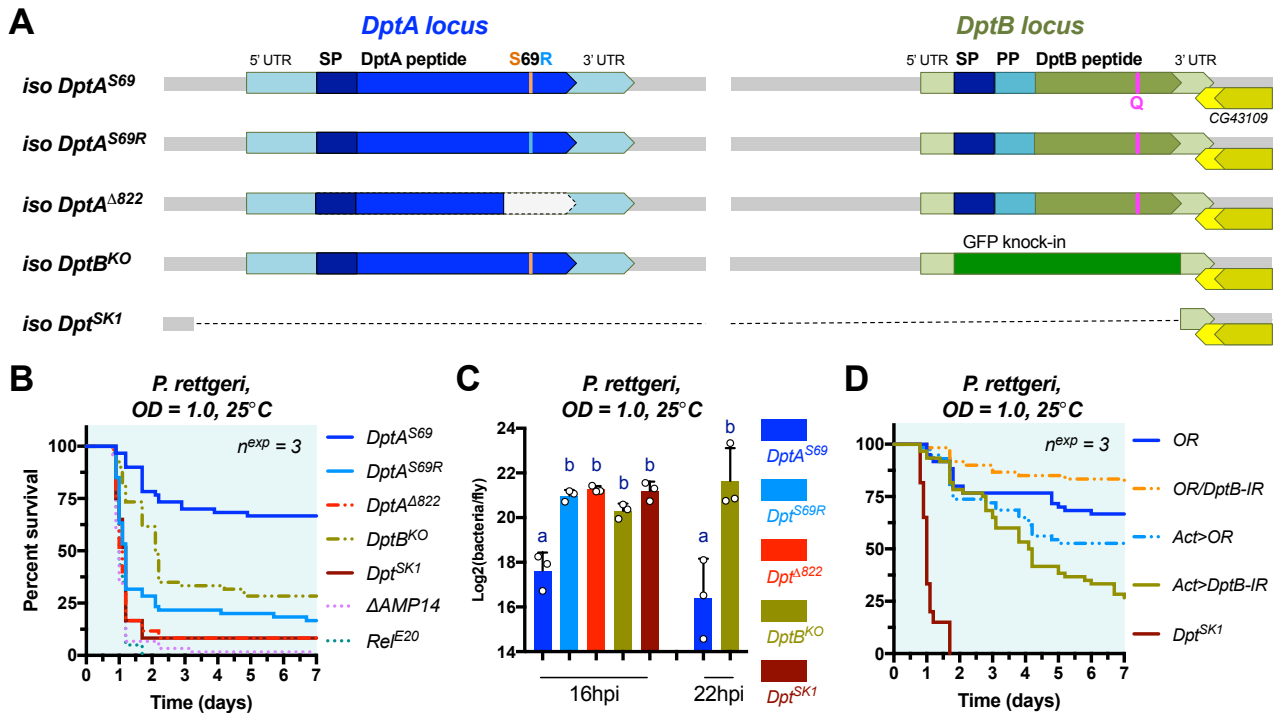 A
DptA locus
DptB locus
5' UTR SP DptA peptide S69R 3' UTR
5' UTR SP PP DptB peptide 3' UTR
iso DptA^S69
Q
CG43109
iso DptA^S69R
iso DptA^Δ822
iso DptB^KO
GFP knock-in
iso Dpt^SK1
B
P. rettgeri,
OD = 1.0, 25°C
n^exp = 3
Percent survival
100
75
50
25
0
0 1 2 3 4 5 6 7
Time (days)
DptA^S69
DptA^S69R
DptA^Δ822
DptB^KO
Dpt^SK1
ΔAMP14
Rel^E20
C
P. rettgeri,
OD = 1.0, 25°C
Log2(bacteria/fly)
24
22
20
18
16
14
a b b b b a b
16hpi 22hpi
DptA^S69
Dpt^S69R
Dpt^Δ822
DptB^KO
Dpt^SK1
D
P. rettgeri,
OD = 1.0, 25°C
n^exp = 3
Percent survival
100
75
50
25
0
0 1 2 3 4 5 6 7
Time (days)
OR
OR/DptB-IR
Act>OR
Act>DptB-IR
Dpt^SK1